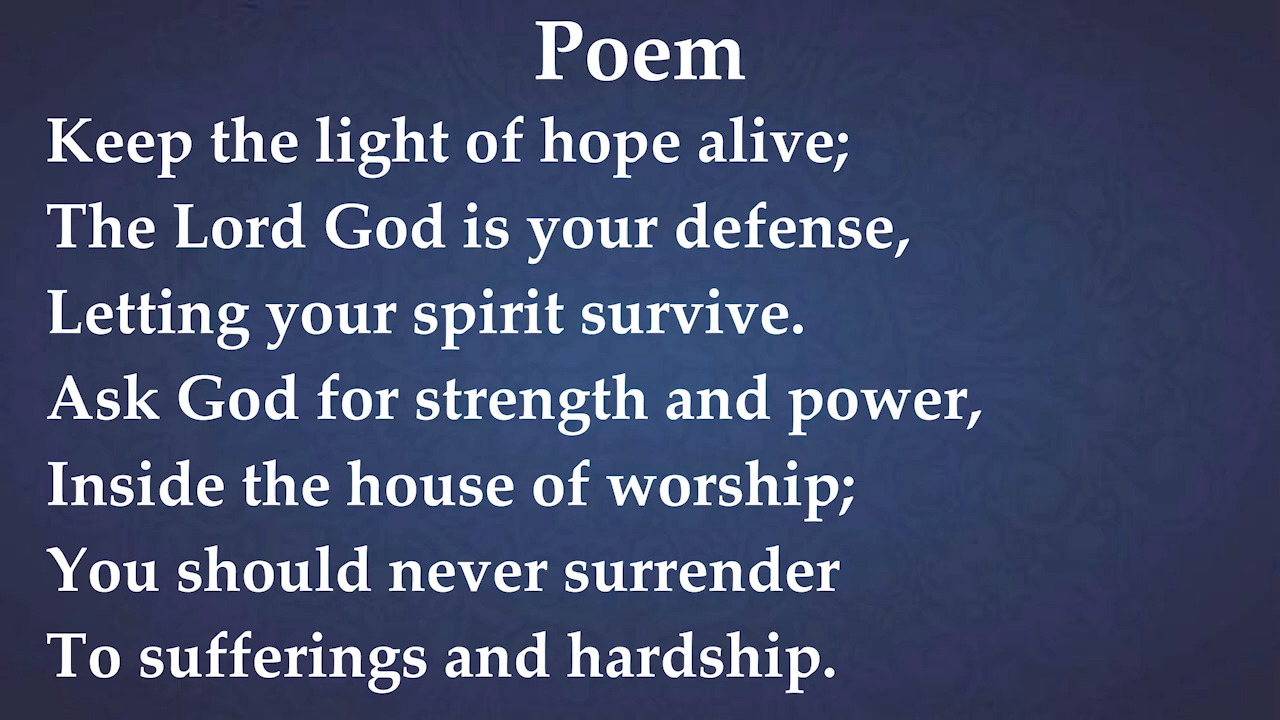 Poem
Keep the light of hope alive;
The Lord God is your defense,
Letting your spirit survive.
Ask God for strength and power,
Inside the house of worship;
You should never surrender
To sufferings and hardship.